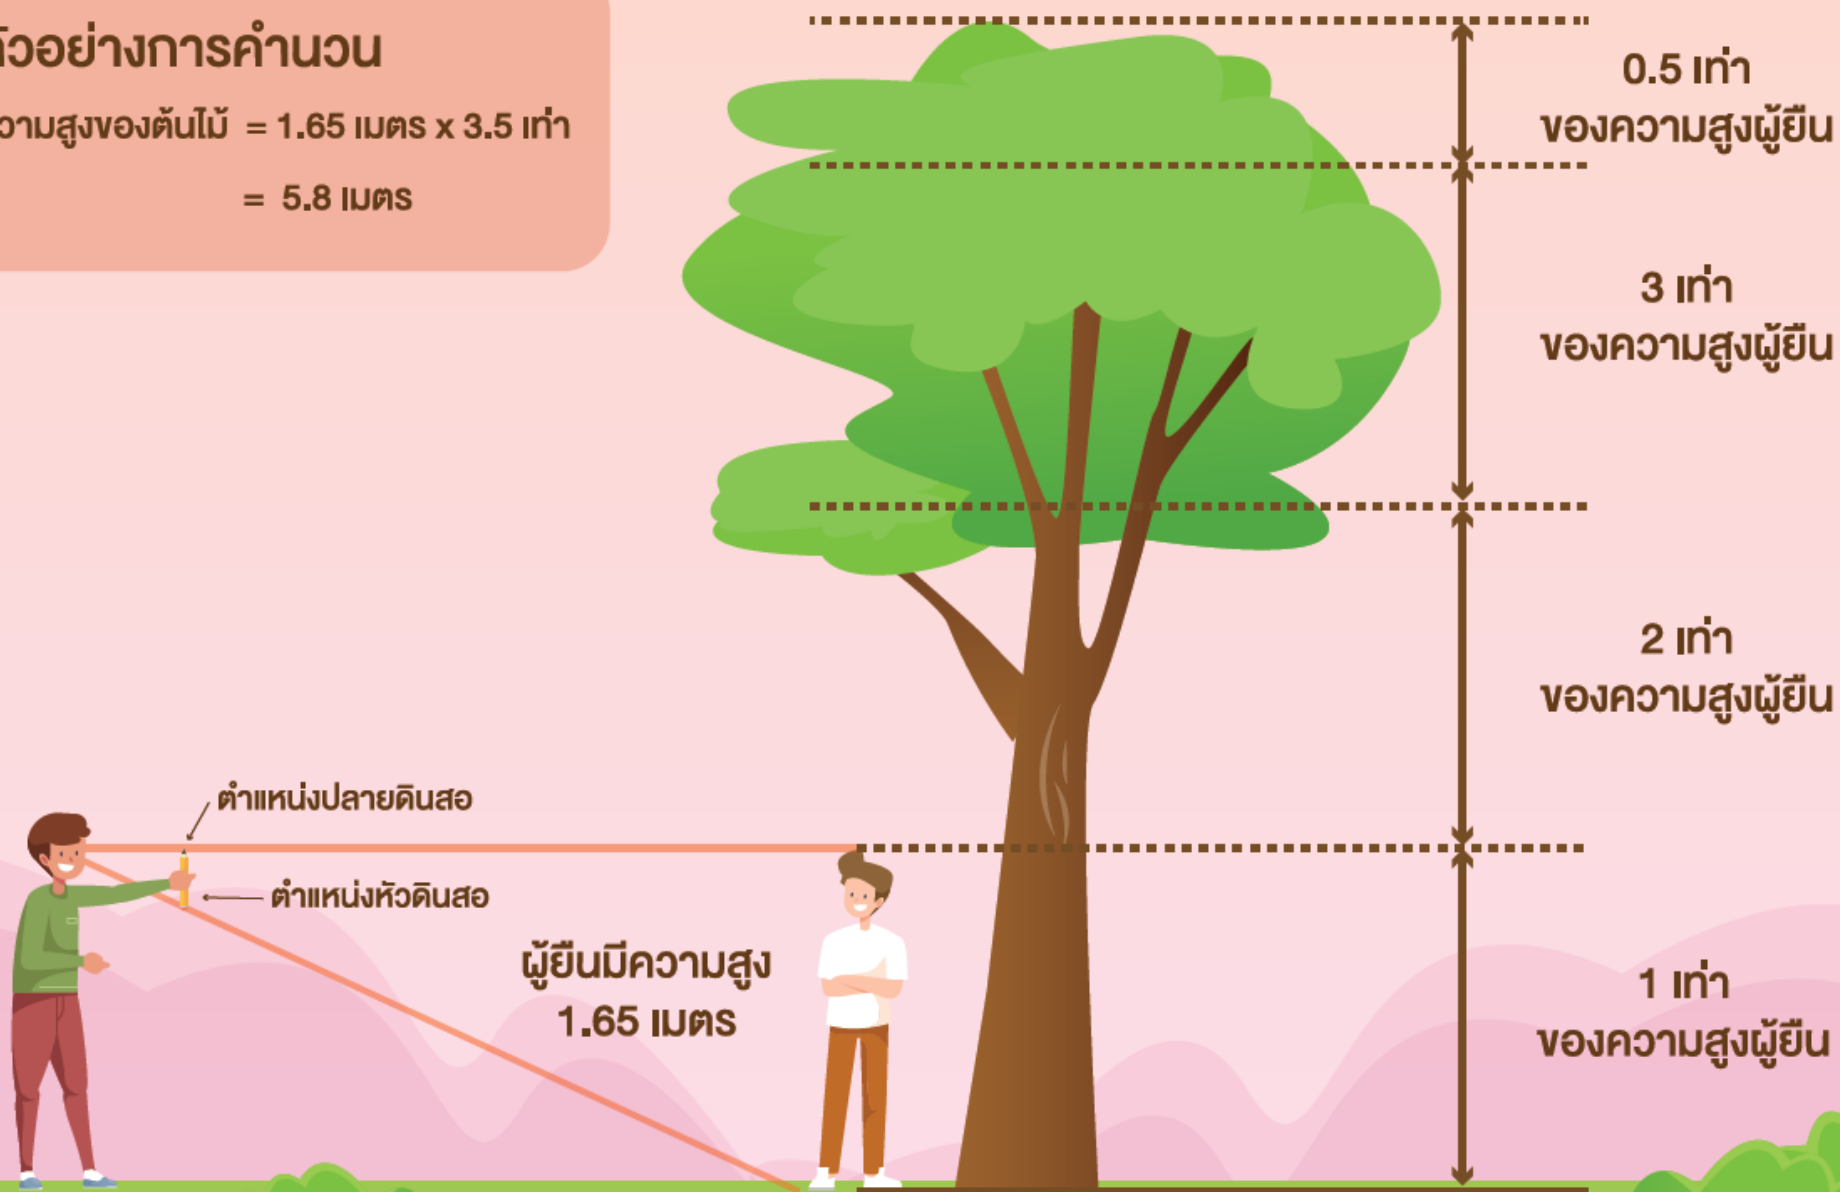 ตัวอย่างการคำนวน
ความสูงของต้นไม้ = 1.65 เมตร x 3.5 เท่า
= 5.8 เมตร
0.5 เท่า
ของความสูงผู้ยืน
3 เท่า
ของความสูงผู้ยืน
2 เท่า
ของความสูงผู้ยืน
ตำแหน่งปลายดินสอ
ตำแหน่งหัวดินสอ
ผู้ยืนมีความสูง
1.65 เมตร
1 เท่า
ของความสูงผู้ยืน